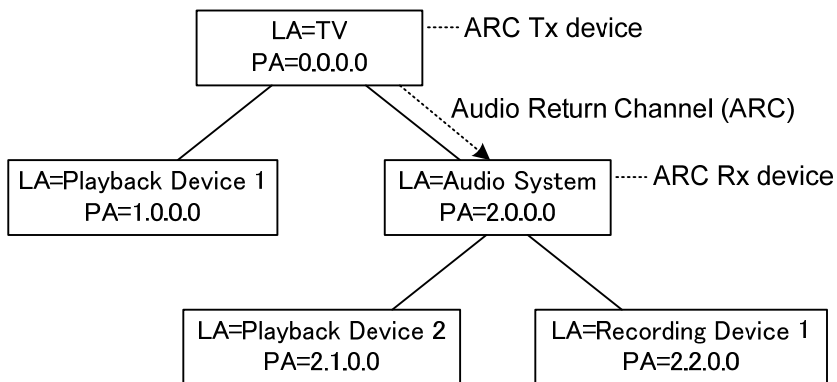 LA=TV
PA=0.0.0.0
ARC Tx device
Audio Return Channel (ARC)
LA=Playback Device 1
PA=1.0.0.0
LA=Audio System
PA=2.0.0.0
ARC Rx device
LA=Playback Device 2
PA=2.1.0.0
LA=Recording Device 1
PA=2.2.0.0